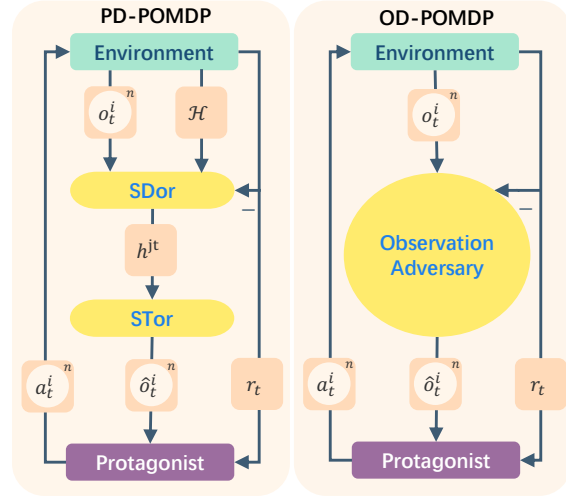 PD-POMDP
Environment
o_t^i n
ℋ
SDor
−
h^jt
STor
a_t^i n
ô_t^i n
r_t
Protagonist
OD-POMDP
Environment
o_t^i n
−
Observation
Adversary
a_t^i n
ô_t^i n
r_t
Protagonist